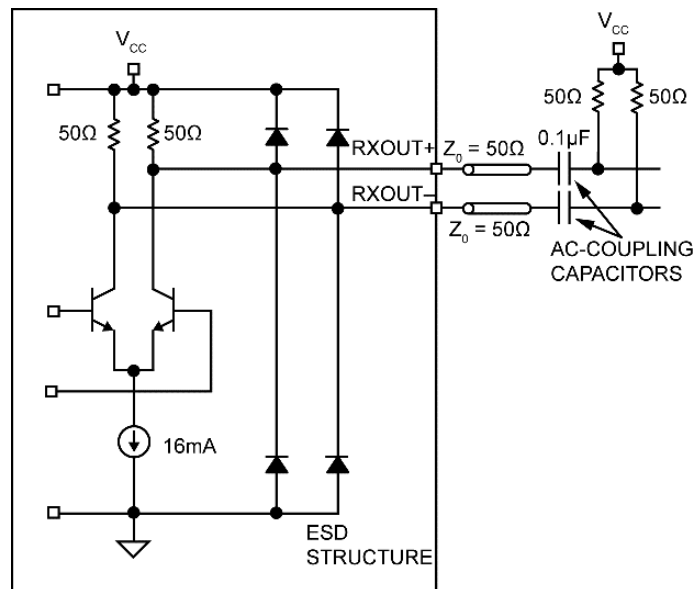 V_CC
V_CC
50Ω
50Ω
50Ω
50Ω
0.1µF
RXOUT+
Z_0 = 50Ω
RXOUT–
Z_0 = 50Ω
AC-COUPLING
CAPACITORS
16mA
ESD
STRUCTURE